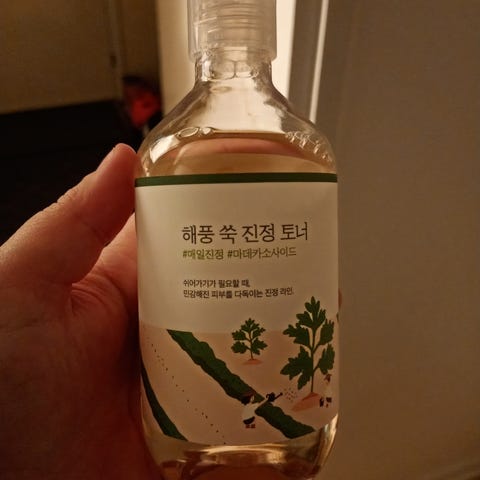 해풍 쑥 진정 토너
#매일진정 #마데카소사이드
쉬어가기가 필요할 때,
민감해진 피부를 다독이는 진정 라인.